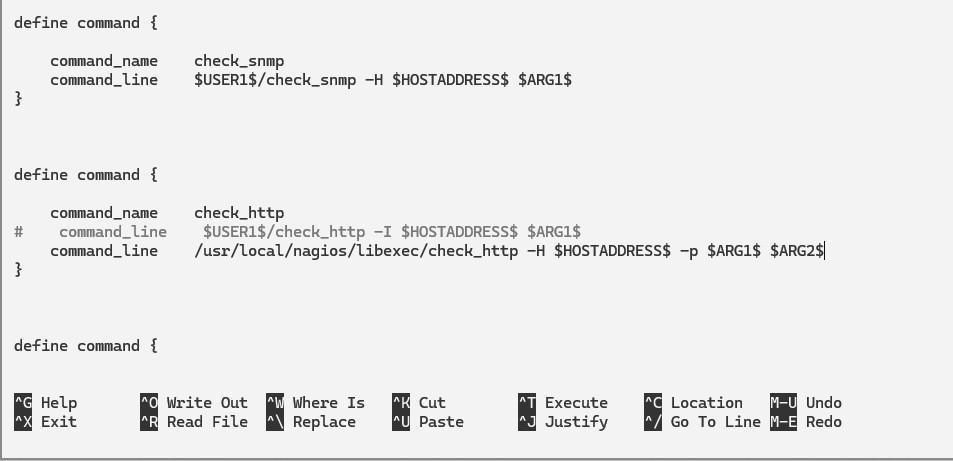 define command {
    command_name    check_snmp
    command_line    $USER1$/check_snmp -H $HOSTADDRESS$ $ARG1$
}
define command {
    command_name    check_http
#    command_line    $USER1$/check_http -I $HOSTADDRESS$ $ARG1$
    command_line    /usr/local/nagios/libexec/check_http -H $HOSTADDRESS$ -p $ARG1$ $ARG2$
}
define command {
^G Help ^O Write Out ^W Where Is ^K Cut ^T Execute ^C Location M-U Undo
^X Exit ^R Read File ^\ Replace ^U Paste ^J Justify ^/ Go To Line M-E Redo